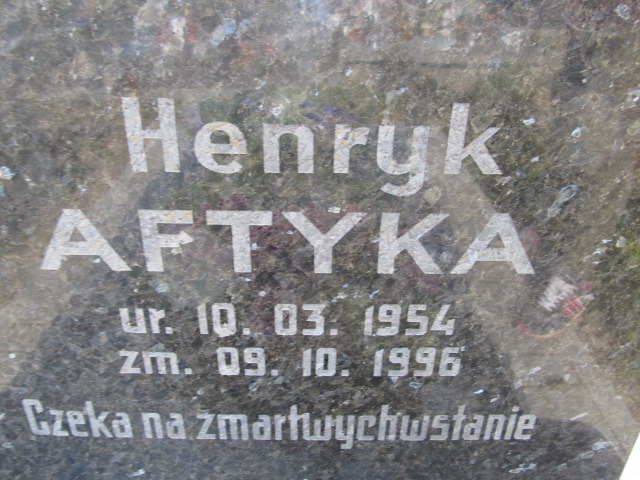 Henryk
AFTYKA
ur. 10. 03. 1954
zm. 09. 10. 1996
Czeka na zmartwychwstanie